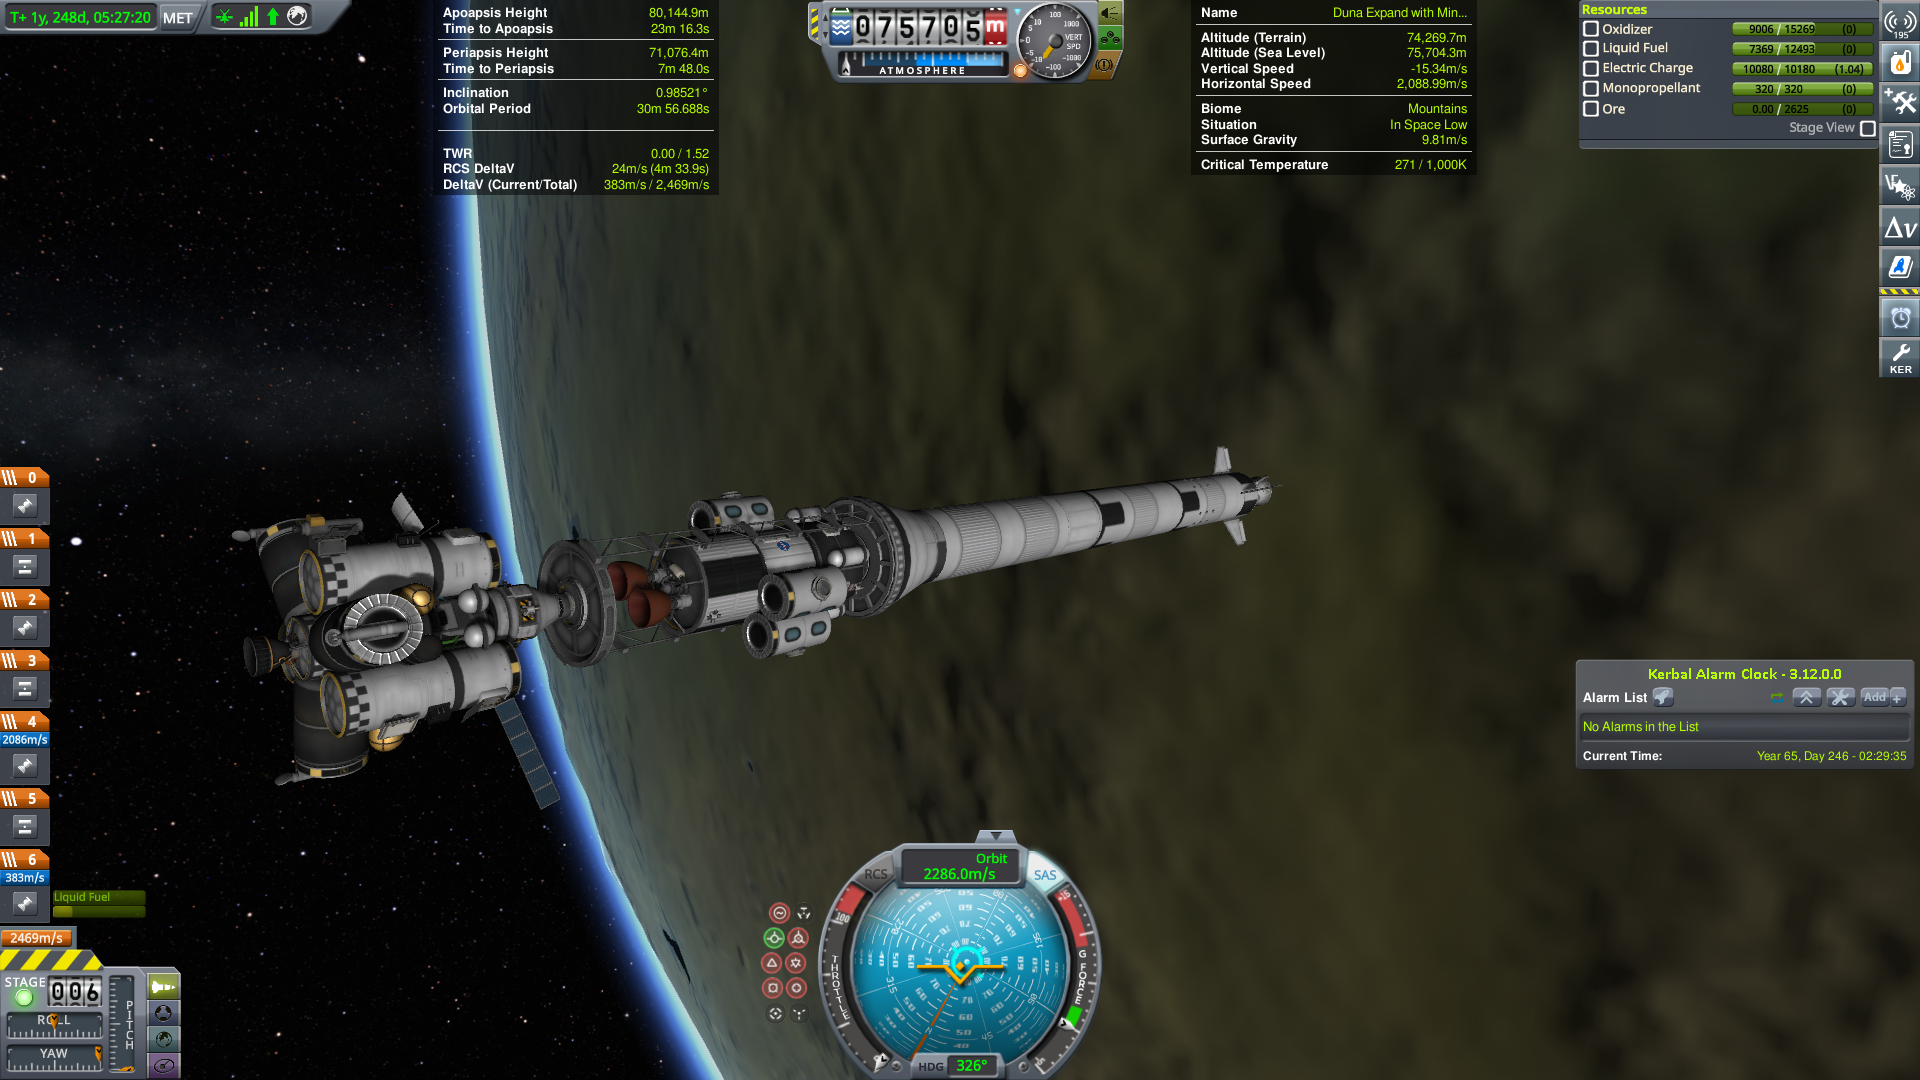 T+ 1y, 248d, 05:27:20 MET
Apoapsis Height 80,144.9m
Time to Apoapsis 23m 16.3s
Periapsis Height 71,076.4m
Time to Periapsis 7m 48.0s
Inclination 0.98521°
Orbital Period 30m 56.688s
TWR 0.00 / 1.52
RCS DeltaV 24m/s (4m 33.9s)
DeltaV (Current/Total) 383m/s / 2,469m/s
075705 m
ATMOSPHERE
VERT
SPD
Name Duna Expand with Min...
Altitude (Terrain) 74,269.7m
Altitude (Sea Level) 75,704.3m
Vertical Speed -15.34m/s
Horizontal Speed 2,088.99m/s
Biome Mountains
Situation In Space Low
Surface Gravity 9.81m/s
Critical Temperature 271 / 1,000K
Resources
Oxidizer 9006 / 15269 (0)
Liquid Fuel 7369 / 12493 (0)
Electric Charge 10080 / 10180 (1.04)
Monopropellant 320 / 320 (0)
Ore 0.00 / 2625 (0)
Stage View
195
Δv
KER
0
1
2
3
4
2086m/s
5
6
383m/s
Liquid Fuel
2469m/s
STAGE 006
ROLL
YAW
PITCH
Kerbal Alarm Clock - 3.12.0.0
Alarm List Add +
No Alarms in the List
Current Time: Year 65, Day 246 - 02:29:35
Orbit
2286.0m/s
RCS SAS
THROTTLE
G FORCE
HDG 326°